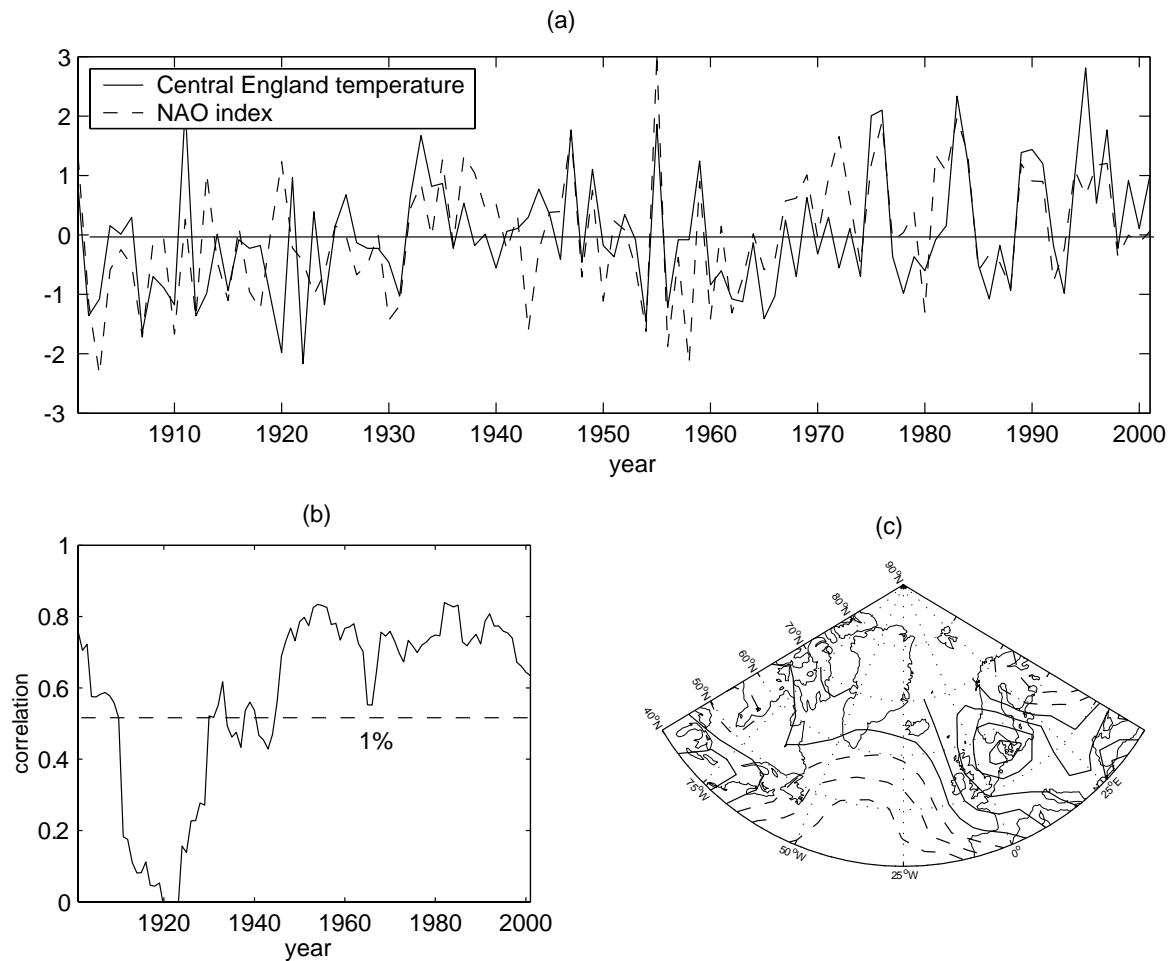 (a)
3
2
1
0
-1
-2
-3
Central England temperature
NAO index
1910 1920 1930 1940 1950 1960 1970 1980 1990 2000
year
(b)
1
0.8
0.6
0.4
0.2
0
correlation
1%
1920 1940 1960 1980 2000
year
(c)
90°N
80°N
70°N
60°N
50°N
40°N
75°W
50°W
25°W
0°
25°E